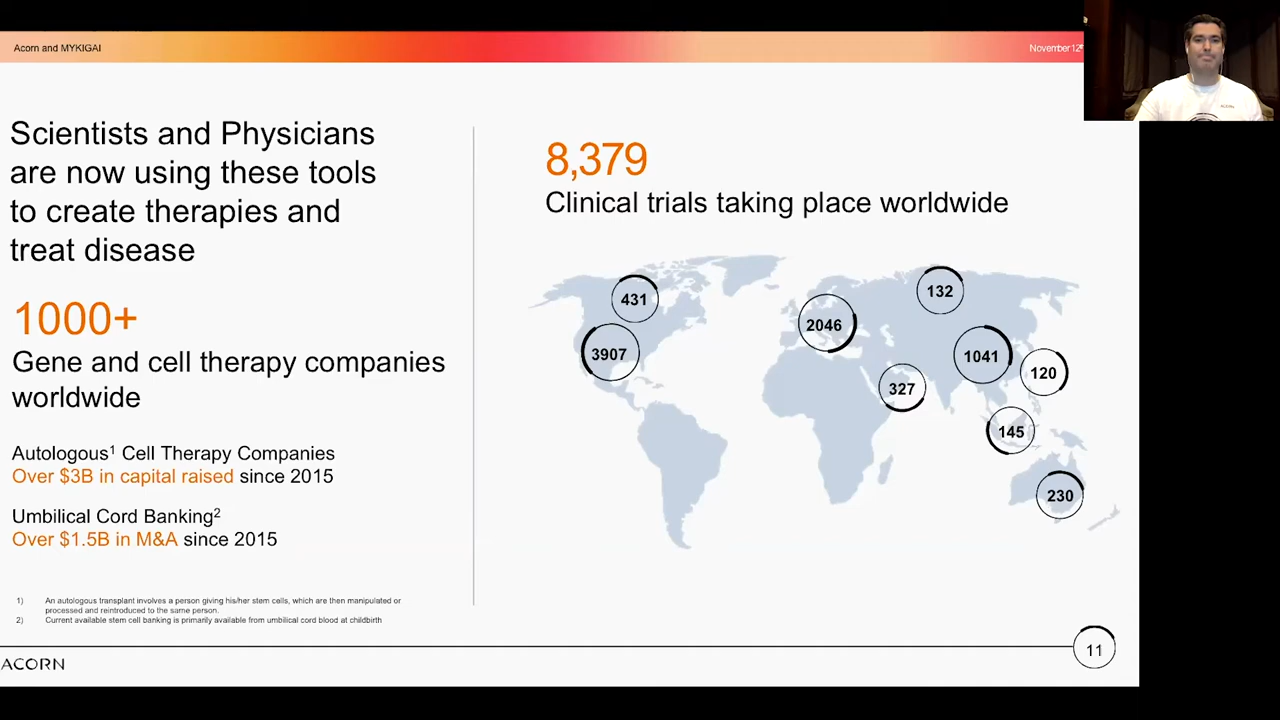 Acorn and MYKIGAI
November 12
Scientists and Physicians
are now using these tools
to create therapies and
treat disease
1000+
Gene and cell therapy companies
worldwide
Autologous¹ Cell Therapy Companies
Over $3B in capital raised since 2015
Umbilical Cord Banking²
Over $1.5B in M&A since 2015
1) An autologous transplant involves a person giving his/her stem cells, which are then manipulated or
processed and reintroduced to the same person.
2) Current available stem cell banking is primarily available from umbilical cord blood at childbirth
8,379
Clinical trials taking place worldwide
431
3907
2046
132
327
1041
120
145
230
ACORN
11
ACORN